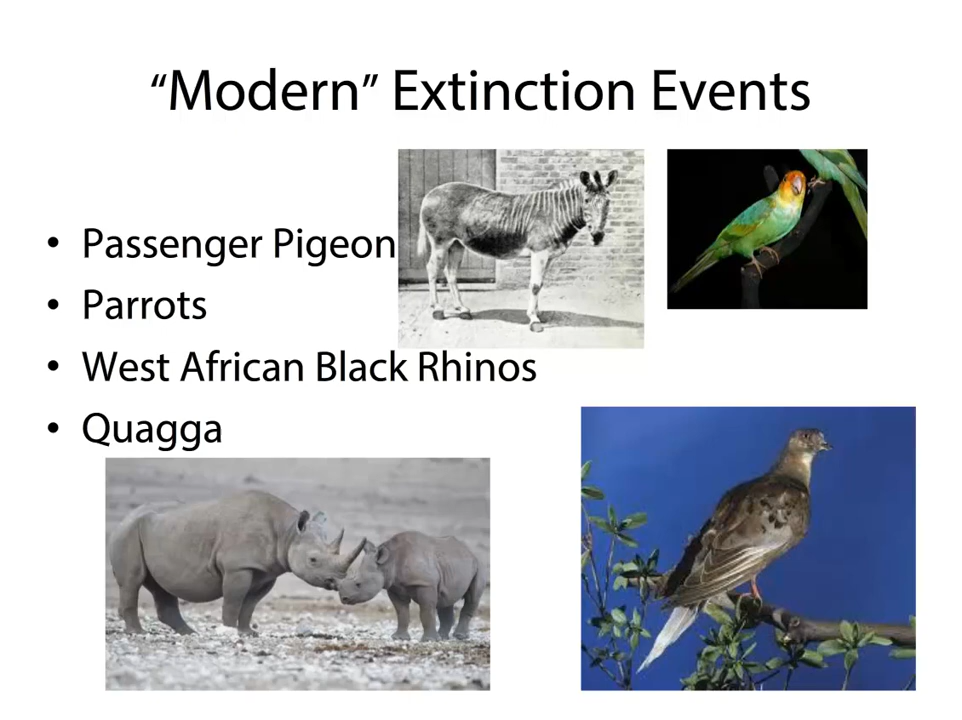 “Modern” Extinction Events
• Passenger Pigeon
• Parrots
• West African Black Rhinos
• Quagga